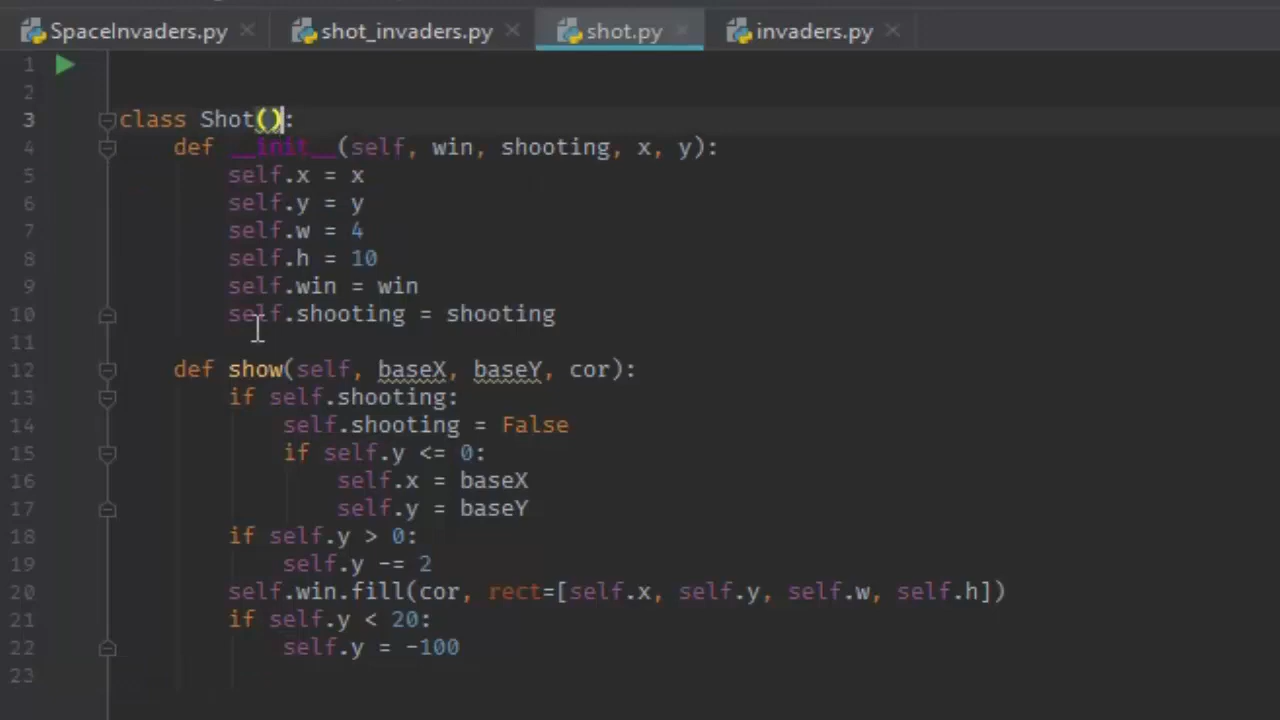 SpaceInvaders.py × shot_invaders.py × shot.py × invaders.py ×
1
2
3 class Shot():
4     def __init__(self, win, shooting, x, y):
5         self.x = x
6         self.y = y
7         self.w = 4
8         self.h = 10
9         self.win = win
10         self.shooting = shooting
11
12     def show(self, baseX, baseY, cor):
13         if self.shooting:
14             self.shooting = False
15             if self.y <= 0:
16                 self.x = baseX
17                 self.y = baseY
18         if self.y > 0:
19             self.y -= 2
20         self.win.fill(cor, rect=[self.x, self.y, self.w, self.h])
21         if self.y < 20:
22             self.y = -100
23